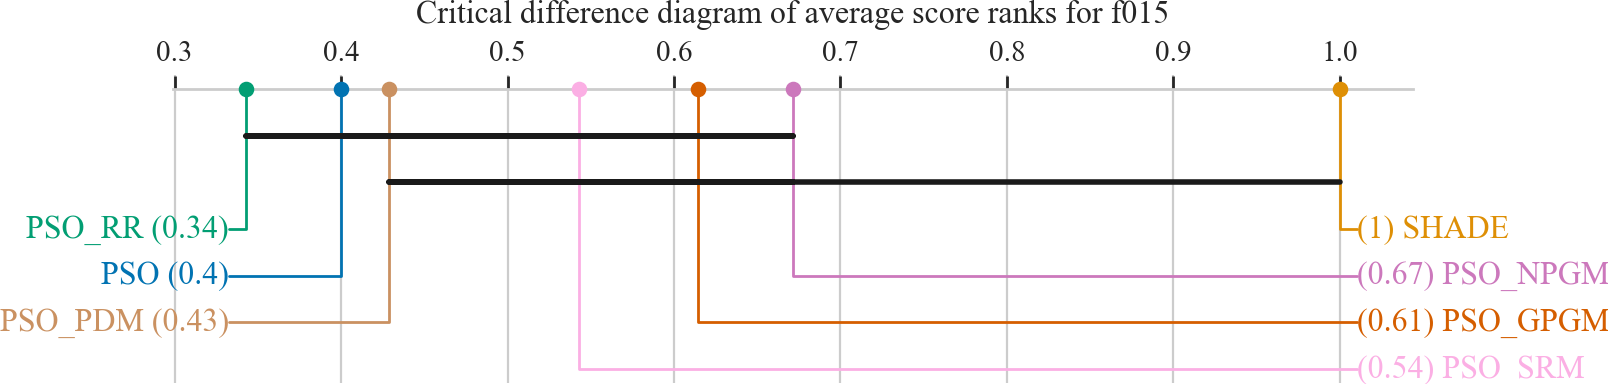 Critical difference diagram of average score ranks for f015
0.3 0.4 0.5 0.6 0.7 0.8 0.9 1.0
PSO_RR (0.34) (1) SHADE
PSO (0.4) (0.67) PSO_NPGM
PSO_PDM (0.43) (0.61) PSO_GPGM
(0.54) PSO_SRM